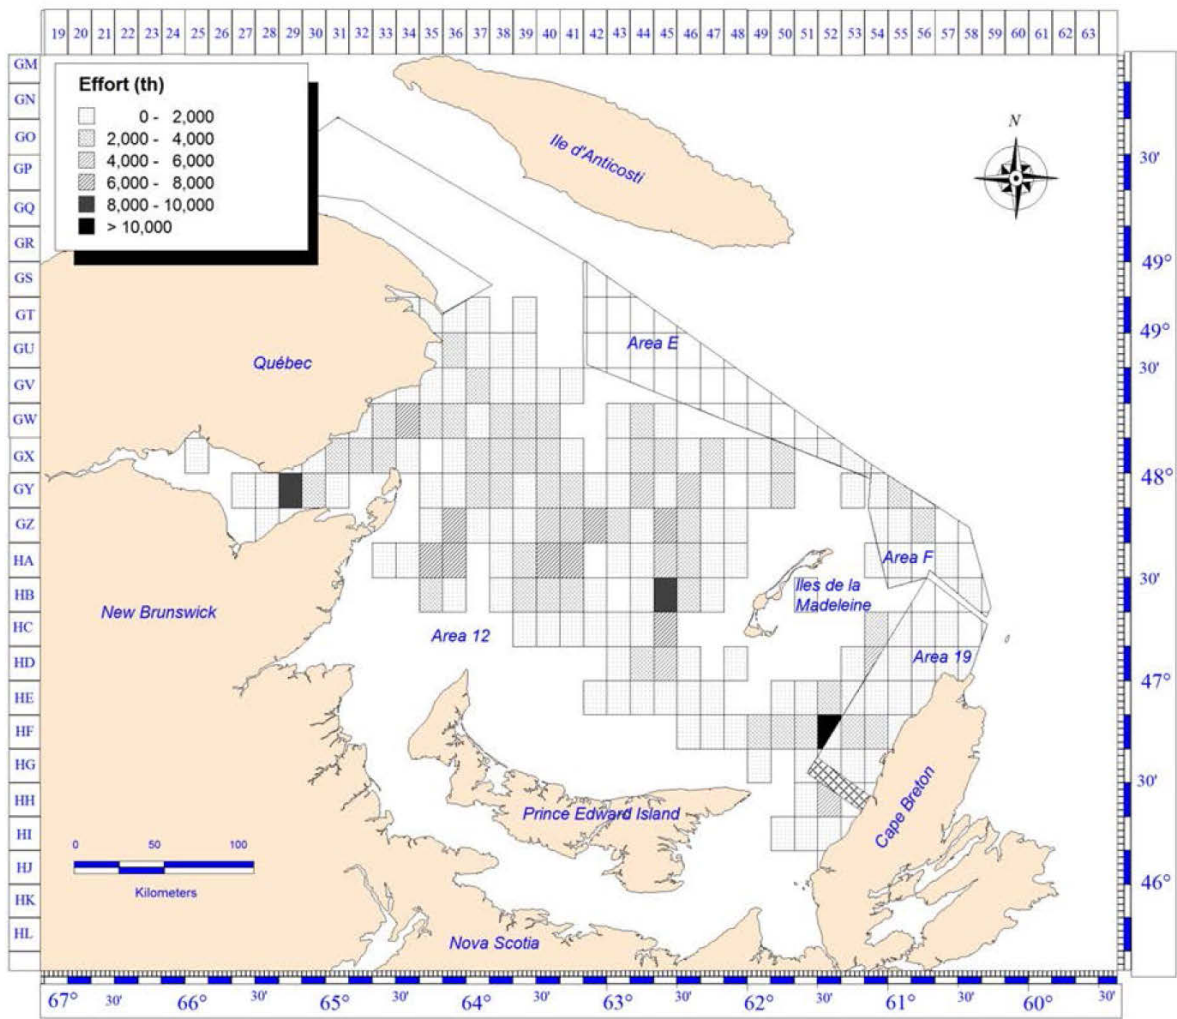 19 20 21 22 23 24 25 26 27 28 29 30 31 32 33 34 35 36 37 38 39 40 41 42 43 44 45 46 47 48 49 50 51 52 53 54 55 56 57 58 59 60 61 62 63
GM
GN
GO
GP
GQ
GR
GS
GT
GU
GV
GW
GX
GY
GZ
HA
HB
HC
HD
HE
HF
HG
HH
HI
HJ
HK
HL
Effort (th)
0 - 2,000
2,000 - 4,000
4,000 - 6,000
6,000 - 8,000
8,000 - 10,000
> 10,000
Ile d'Anticosti
N
Québec
Area E
New Brunswick
Area 12
Iles de la
Madeleine
Area F
Area 19
Prince Edward Island
Cape Breton
Nova Scotia
0 50 100
Kilometers
30'
49°
49°
30'
48°
30'
47°
30'
46°
67° 30' 66° 30' 65° 30' 64° 30' 63° 30' 62° 30' 61° 30' 60° 30'